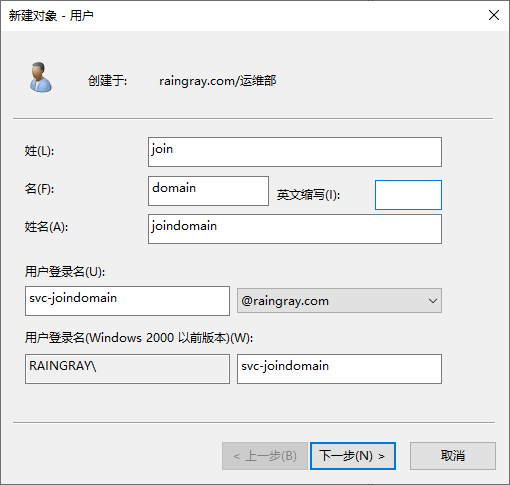 新建对象 - 用户
创建于: raingray.com/运维部
姓(L): join
名(F): domain 英文缩写(I):
姓名(A): joindomain
用户登录名(U):
svc-joindomain @raingray.com
用户登录名(Windows 2000 以前版本)(W):
RAINGRAY\ svc-joindomain
< 上一步(B) 下一步(N) > 取消